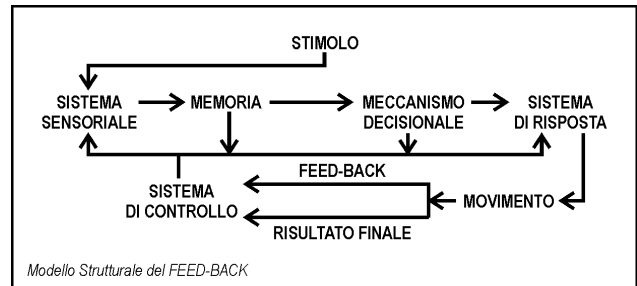 STIMOLO
SISTEMA
SENSORIALE
MEMORIA
MECCANISMO
DECISIONALE
SISTEMA
DI RISPOSTA
FEED-BACK
SISTEMA
DI CONTROLLO
MOVIMENTO
RISULTATO FINALE
Modello Strutturale del FEED-BACK